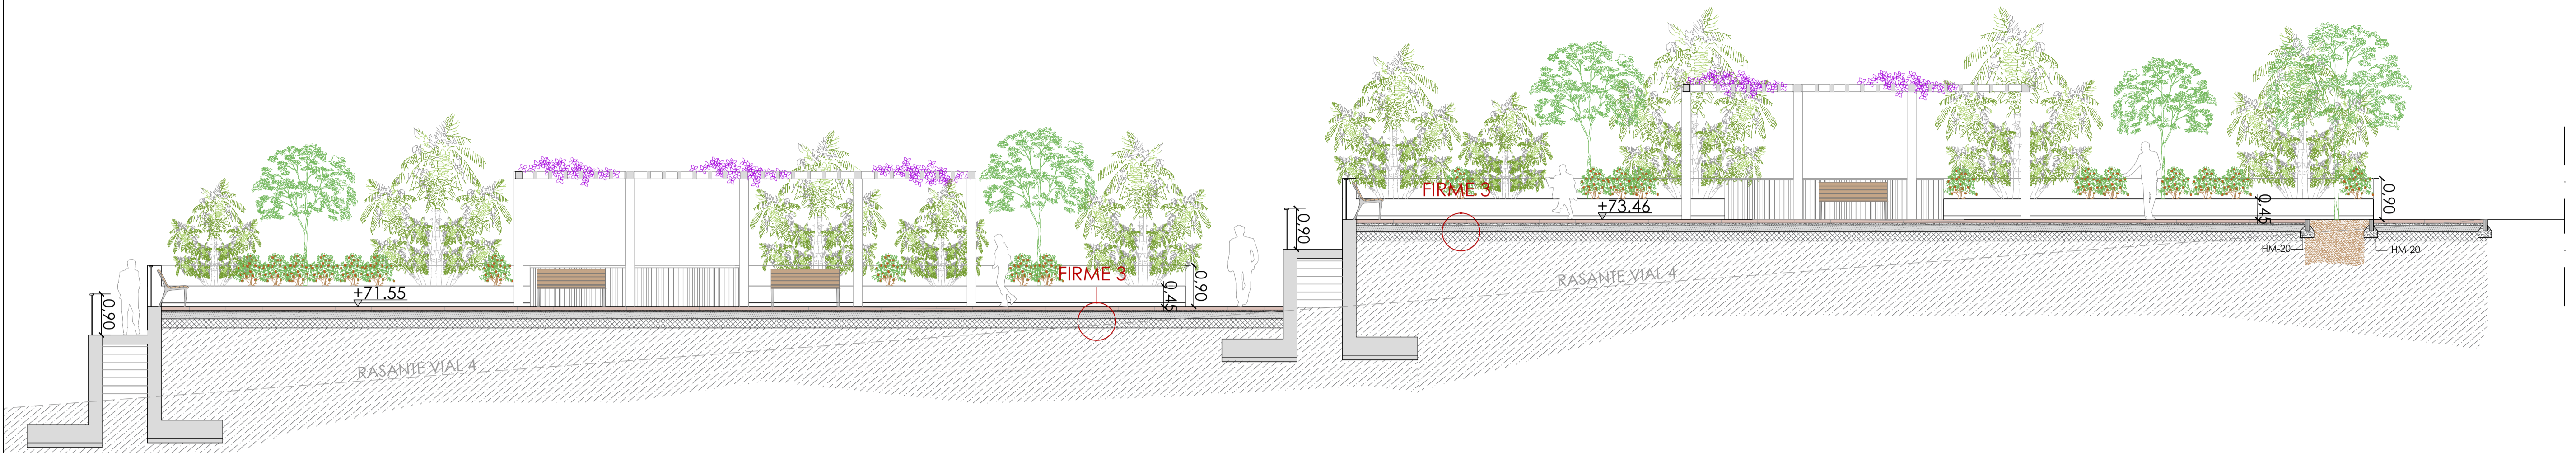 0,90
+71.55
RASANTE VIAL 4
FIRME 3
0,45
0,90
0,90
FIRME 3
+73.46
RASANTE VIAL 4
0,45
0,90
HM-20
HM-20